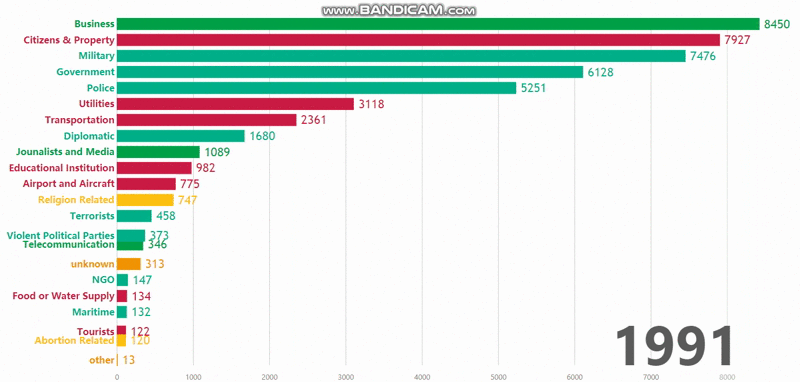 www.BANDICAM.com
Business 8450
Citizens & Property 7927
Military 7476
Government 6128
Police 5251
Utilities 3118
Transportation 2361
Diplomatic 1680
Jounalists and Media 1089
Educational Institution 982
Airport and Aircraft 775
Religion Related 747
Terrorists 458
Violent Political Parties 373
Telecommunication 346
unknown 313
NGO 147
Food or Water Supply 134
Maritime 132
Tourists 122
Abortion Related 120
other 13
1991
0 1000 2000 3000 4000 5000 6000 7000 8000